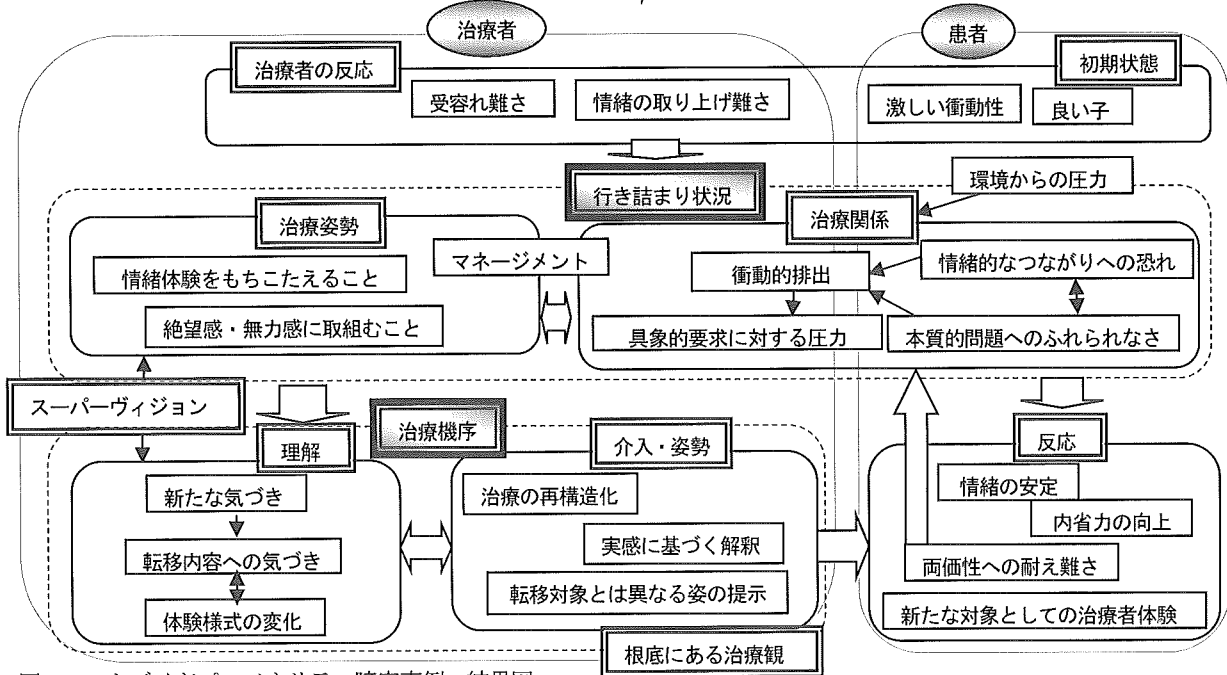 治療者
患者
治療者の反応
初期状態
受容れ難さ
情緒の取り上げ難さ
激しい衝動性
良い子
行き詰まり状況
環境からの圧力
治療姿勢
治療関係
マネージメント
情緒体験をもちこたえること
衝動的排出
情緒的なつながりへの恐れ
絶望感・無力感に取組むこと
具象的要求に対する圧力
本質的問題へのふれられなさ
スーパーヴィジョン
治療機序
理解
介入・姿勢
反応
新たな気づき
治療の再構造化
情緒の安定
内省力の向上
転移内容への気づき
実感に基づく解釈
両価性への耐え難さ
転移対象とは異なる姿の提示
体験様式の変化
新たな対象としての治療者体験
根底にある治療観